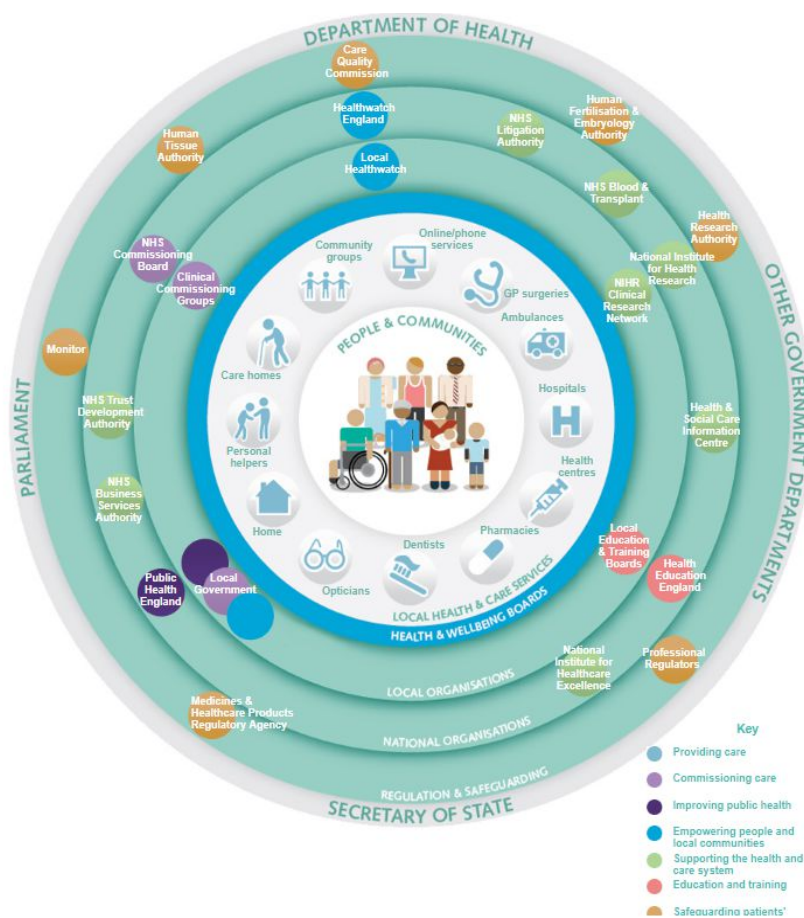 DEPARTMENT OF HEALTH
Care
Quality
Commission
Healthwatch
England
Local
Healthwatch
Human
Tissue
Authority
NHS
Litigation
Authority
Human
Fertilisation &
Embryology
Authority
NHS Blood &
Transplant
Health
Research
Authority
National Institute
for Health
Research
NIHR
Clinical
Research
Network
NHS
Commissioning
Board
Clinical
Commissioning
Groups
Monitor
NHS Trust
Development
Authority
NHS
Business
Services
Authority
PARLIAMENT
OTHER GOVERNMENT DEPARTMENTS
Community
groups
Online/phone
services
GP surgeries
Ambulances
Care homes
PEOPLE & COMMUNITIES
Hospitals
Personal
helpers
Health
centres
Home
Pharmacies
Opticians
Dentists
H
LOCAL HEALTH & CARE SERVICES
HEALTH & WELLBEING BOARDS
Health &
Social Care
Information
Centre
Local
Education
& Training
Boards
Health
Education
England
Public
Health
England
Local
Government
National
Institute for
Healthcare
Excellence
Professional
Regulators
Medicines &
Healthcare Products
Regulatory Agency
LOCAL ORGANISATIONS
NATIONAL ORGANISATIONS
REGULATION & SAFEGUARDING
SECRETARY OF STATE
Key
Providing care
Commissioning care
Improving public health
Empowering people and
local communities
Supporting the health and
care system
Education and training
Safeguarding patients'